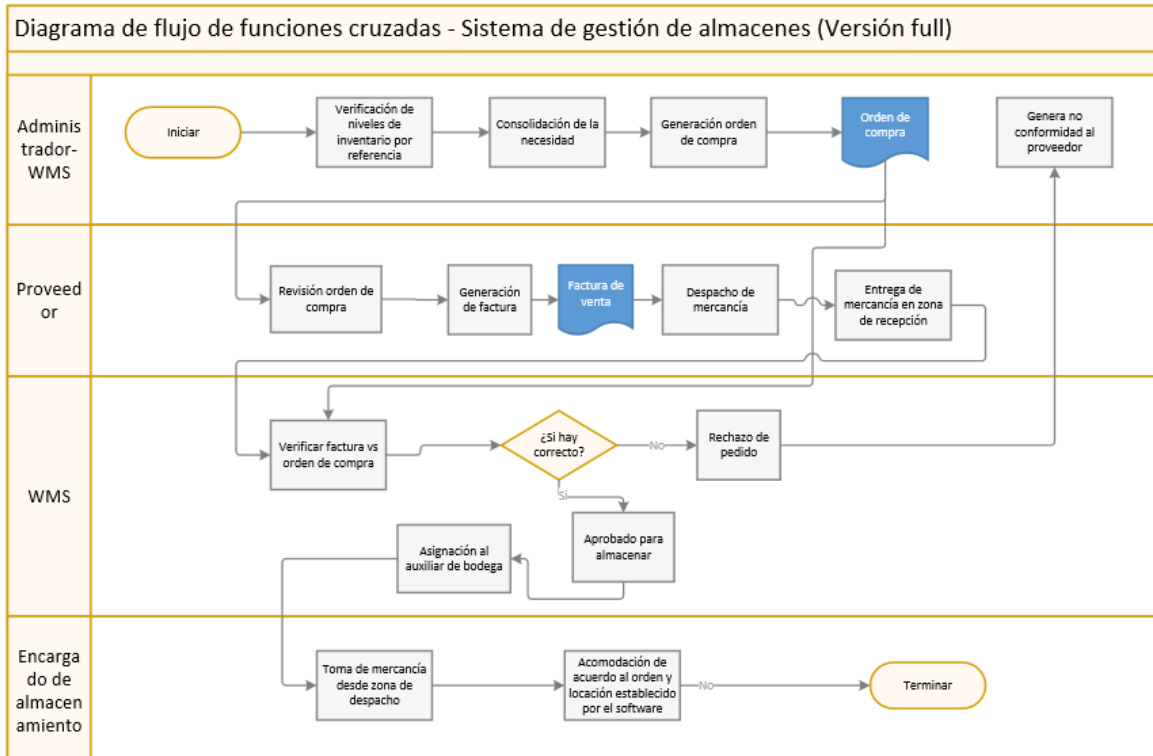 Diagrama de flujo de funciones cruzadas - Sistema de gestión de almacenes (Versión full)
Adminis
trador-
WMS
Iniciar
Verificación de
niveles de
inventario por
referencia
Consolidación de la
necesidad
Generación orden
de compra
Orden de
compra
Genera no
conformidad al
proveedor
Proveed
or
Revisión orden de
compra
Generación
de factura
Factura de
venta
Despacho de
mercancía
Entrega de
mercancía en zona
de recepción
WMS
Verificar factura vs
orden de compra
¿Si hay
correcto?
No
Rechazo de
pedido
Si
Aprobado para
almacenar
Asignación al
auxiliar de bodega
Encarga
do de
almacen
amiento
Toma de mercancía
desde zona de
despacho
Acomodación de
acuerdo al orden y
locación establecido
por el software
No
Terminar